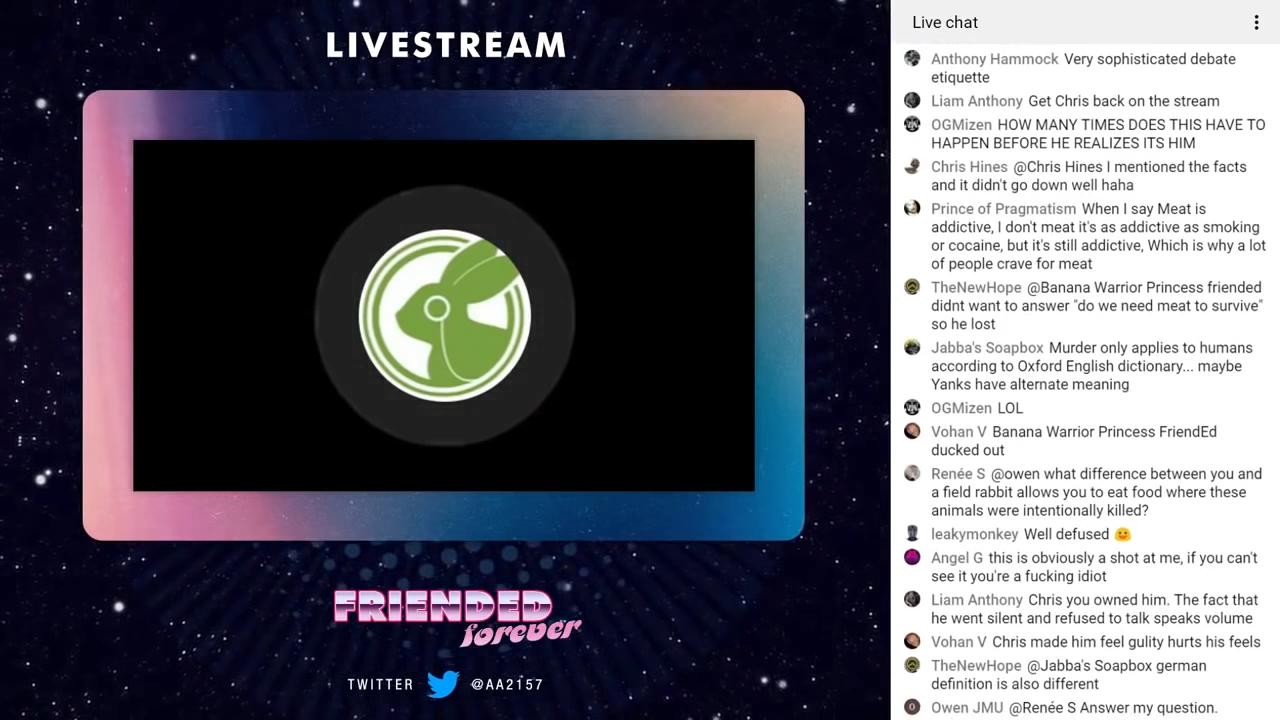 LIVESTREAM
FRIENDED
forever
TWITTER @AA2157
Live chat
Anthony Hammock Very sophisticated debate
etiquette
Liam Anthony Get Chris back on the stream
OGMizen HOW MANY TIMES DOES THIS HAVE TO
HAPPEN BEFORE HE REALIZES ITS HIM
Chris Hines @Chris Hines I mentioned the facts
and it didn't go down well haha
Prince of Pragmatism When I say Meat is
addictive, I don't meat it's as addictive as smoking
or cocaine, but it's still addictive, Which is why a lot
of people crave for meat
TheNewHope @Banana Warrior Princess friended
didnt want to answer "do we need meat to survive"
so he lost
Jabba's Soapbox Murder only applies to humans
according to Oxford English dictionary... maybe
Yanks have alternate meaning
OGMizen LOL
Vohan V Banana Warrior Princess FriendEd
ducked out
Renée S @owen what difference between you and
a field rabbit allows you to eat food where these
animals were intentionally killed?
leakymonkey Well defused 🙂
Angel G this is obviously a shot at me, if you can't
see it you're a fucking idiot
Liam Anthony Chris you owned him. The fact that
he went silent and refused to talk speaks volume
Vohan V Chris made him feel gulity hurts his feels
TheNewHope @Jabba's Soapbox german
definition is also different
O Owen JMU @Renée S Answer my question.